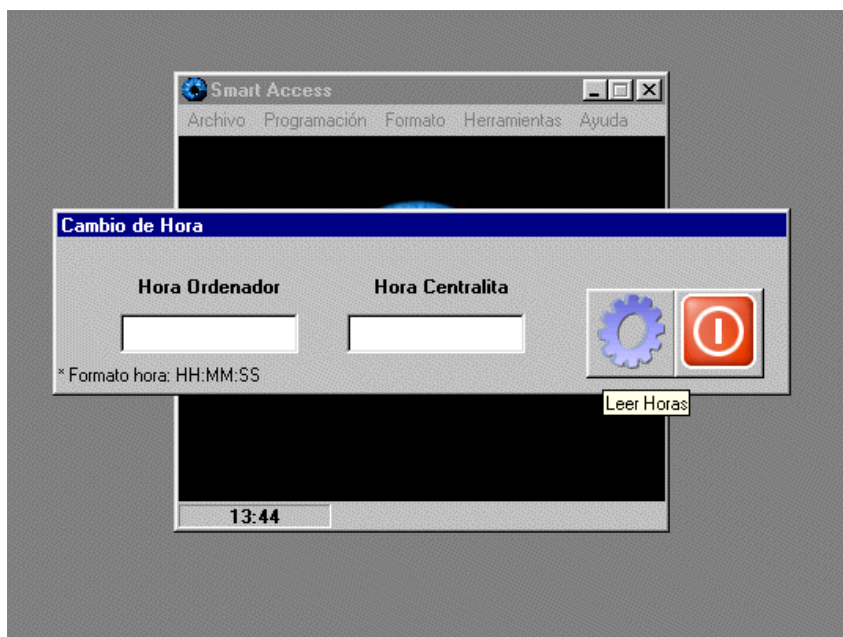 Smart Access
Archivo Programación Formato Herramientas Ayuda
Cambio de Hora
Hora Ordenador Hora Centralita
* Formato hora: HH:MM:SS
Leer Horas
13:44